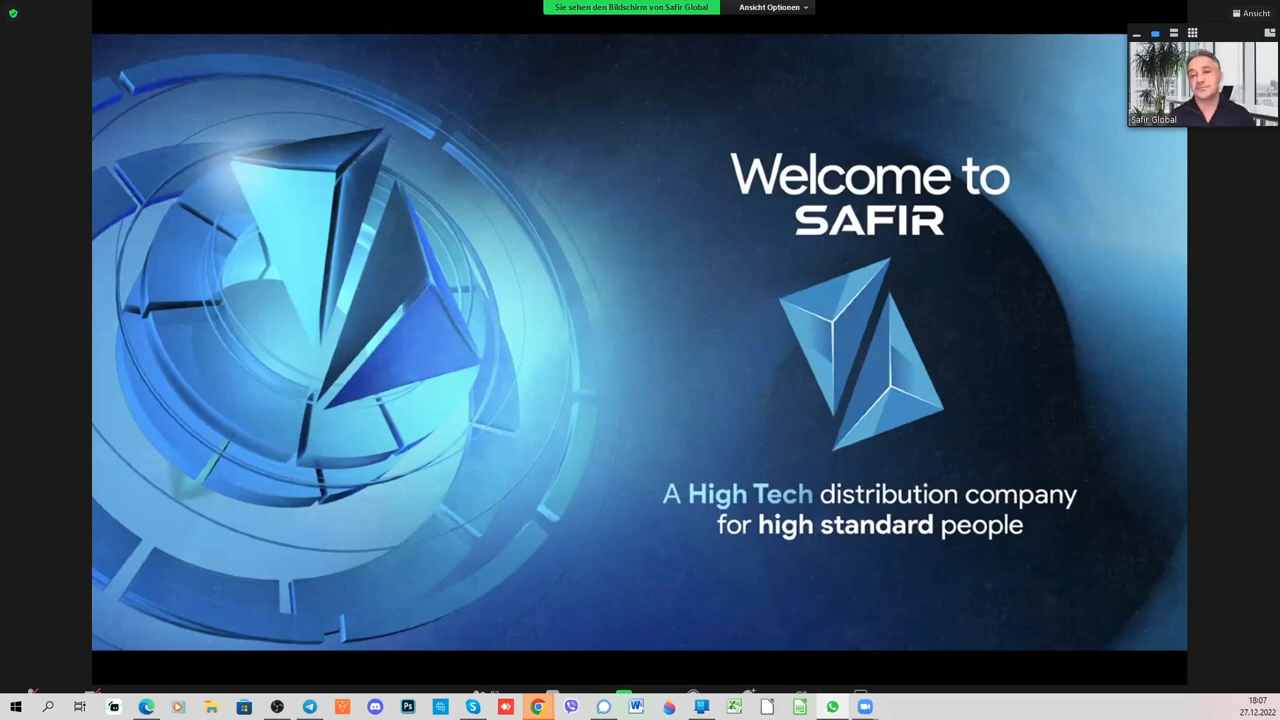 Sie sehen den Bildschirm von Safir Global
Ansicht Optionen
Ansicht
Safir Global
Welcome to
SAFIR
A High Tech distribution company
for high standard people
18:07
27.12.2022